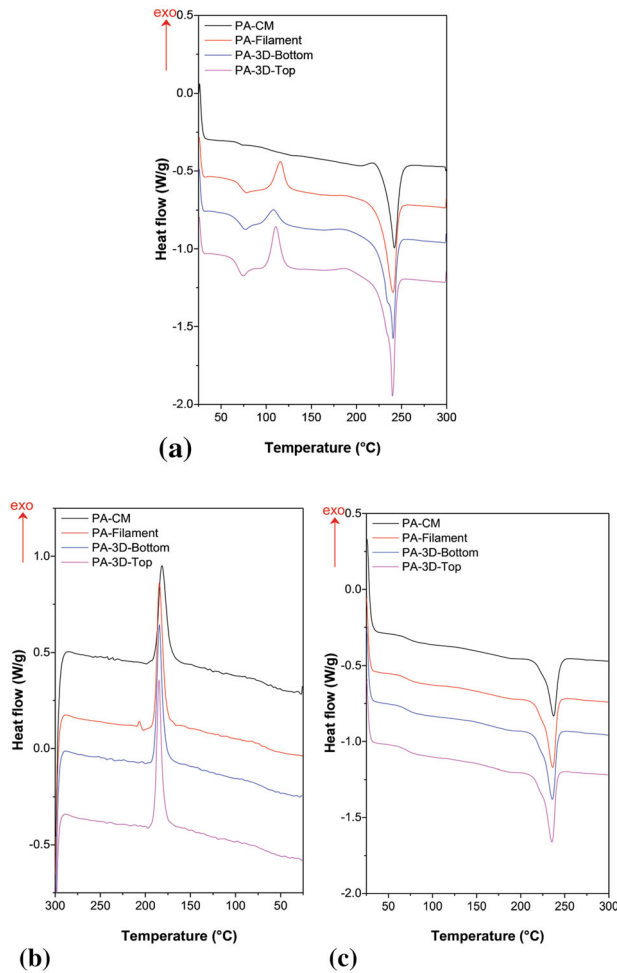 exo
PA-CM
PA-Filament
PA-3D-Bottom
PA-3D-Top
Heat flow (W/g)
0.5
0.0
-0.5
-1.0
-1.5
-2.0
50 100 150 200 250 300
Temperature (°C)
(a)
exo
PA-CM
PA-Filament
PA-3D-Bottom
PA-3D-Top
Heat flow (W/g)
1.0
0.5
0.0
-0.5
300 250 200 150 100 50
Temperature (°C)
(b)
exo
PA-CM
PA-Filament
PA-3D-Bottom
PA-3D-Top
Heat flow (W/g)
0.5
0.0
-0.5
-1.0
-1.5
-2.0
50 100 150 200 250 300
Temperature (°C)
(c)